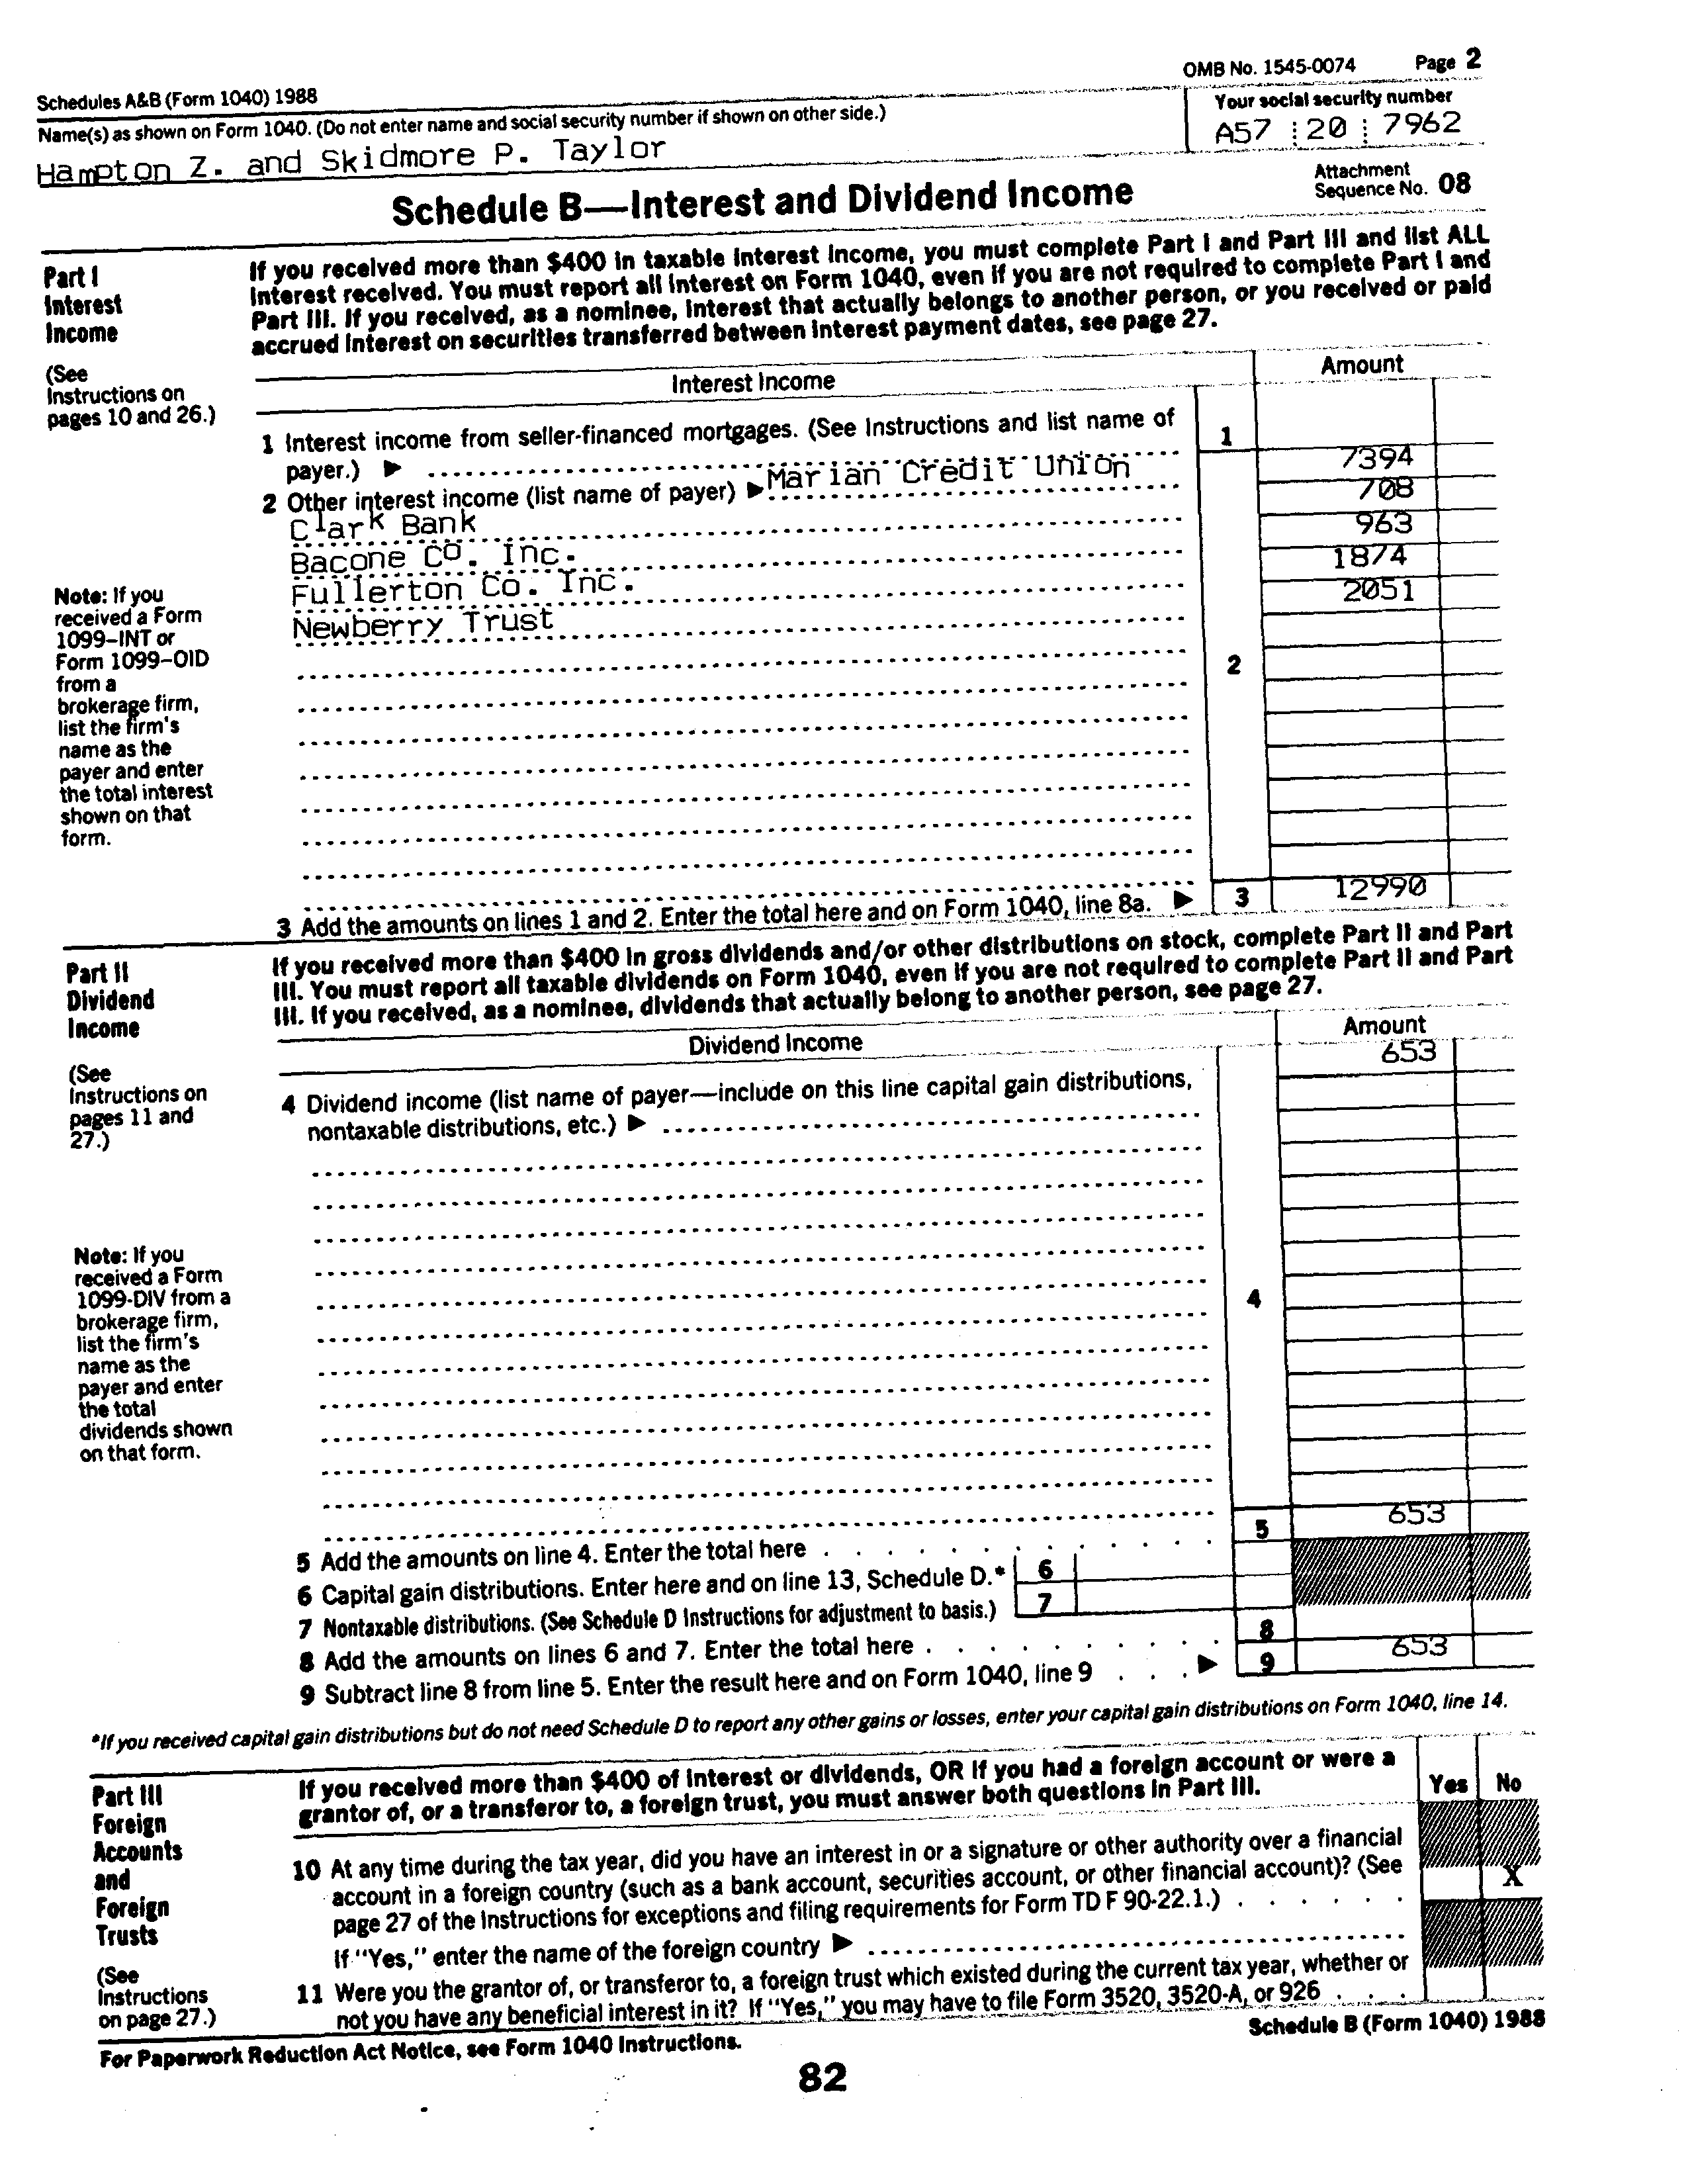 Schedules A&B (Form 1040) 1988
OMB No. 1545-0074 Page 2
Name(s) as shown on Form 1040. (Do not enter name and social security number if shown on other side.)
Your social security number
Hampton Z. and Skidmore P. Taylor
A57 20 7962
Schedule B—Interest and Dividend Income
Attachment
Sequence No. 08
Part I
Interest
Income
(See
Instructions on
pages 10 and 26.)
If you received more than $400 in taxable interest income, you must complete Part I and Part III and list ALL
interest received. You must report all interest on Form 1040, even if you are not required to complete Part I and
Part III. If you received, as a nominee, interest that actually belongs to another person, or you received or paid
accrued interest on securities transferred between interest payment dates, see page 27.
Interest Income
Amount
1 Interest income from seller-financed mortgages. (See Instructions and list name of
payer.) ▶
1
2 Other interest income (list name of payer) ▶ Marian Credit Union
7394
Clark Bank
708
Bacone Co. Inc.
963
Fullerton Co. Inc.
1874
Newberry Trust
2051
2
Note: If you
received a Form
1099–INT or
Form 1099–OID
from a
brokerage firm,
list the firm's
name as the
payer and enter
the total interest
shown on that
form.
3 Add the amounts on lines 1 and 2. Enter the total here and on Form 1040, line 8a. ▶ 3 12990
Part II
Dividend
Income
(See
Instructions on
pages 11 and
27.)
If you received more than $400 in gross dividends and/or other distributions on stock, complete Part II and Part
III. You must report all taxable dividends on Form 1040, even if you are not required to complete Part II and Part
III. If you received, as a nominee, dividends that actually belong to another person, see page 27.
Dividend Income
Amount
653
4 Dividend income (list name of payer—include on this line capital gain distributions,
nontaxable distributions, etc.) ▶
4
Note: If you
received a Form
1099-DIV from a
brokerage firm,
list the firm's
name as the
payer and enter
the total
dividends shown
on that form.
5 Add the amounts on line 4. Enter the total here . . . . . . . . . . . . 5 653
6 Capital gain distributions. Enter here and on line 13, Schedule D.* 6
7 Nontaxable distributions. (See Schedule D Instructions for adjustment to basis.) 7
8 Add the amounts on lines 6 and 7. Enter the total here . . . . . . . . . 8
9 Subtract line 8 from line 5. Enter the result here and on Form 1040, line 9 . . . ▶ 9 653
*If you received capital gain distributions but do not need Schedule D to report any other gains or losses, enter your capital gain distributions on Form 1040, line 14.
Part III
Foreign
Accounts
and
Foreign
Trusts
(See
Instructions
on page 27.)
If you received more than $400 of interest or dividends, OR if you had a foreign account or were a
grantor of, or a transferor to, a foreign trust, you must answer both questions in Part III.
Yes No
10 At any time during the tax year, did you have an interest in or a signature or other authority over a financial
account in a foreign country (such as a bank account, securities account, or other financial account)? (See
page 27 of the Instructions for exceptions and filing requirements for Form TD F 90-22.1.) . . . . . .
X
If "Yes," enter the name of the foreign country ▶
11 Were you the grantor of, or transferor to, a foreign trust which existed during the current tax year, whether or
not you have any beneficial interest in it? If "Yes," you may have to file Form 3520, 3520-A, or 926 . . .
For Paperwork Reduction Act Notice, see Form 1040 Instructions.
Schedule B (Form 1040) 1988
82